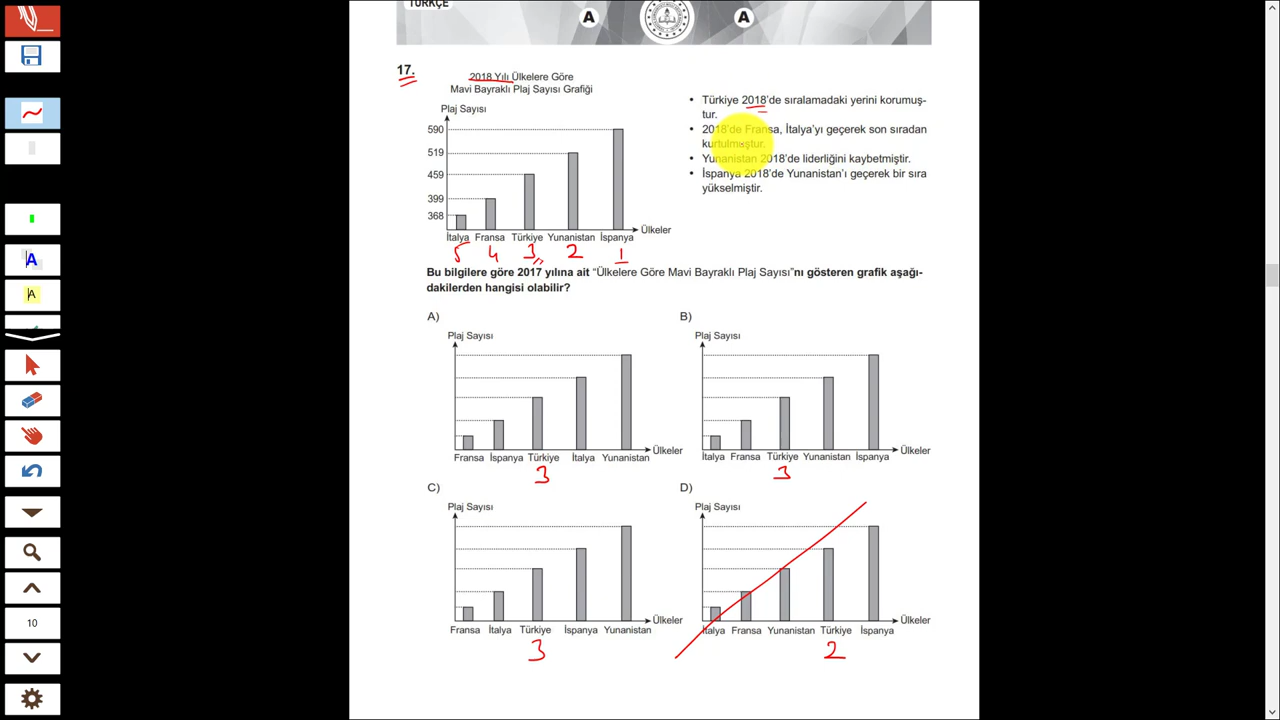 TÜRKÇE
A
A
17.
2018 Yılı Ülkelere Göre
Mavi Bayraklı Plaj Sayısı Grafiği
Plaj Sayısı
590
519
459
399
368
Ülkeler
İtalya Fransa Türkiye Yunanistan İspanya
5 4 3 2 1
• Türkiye 2018'de sıralamadaki yerini korumuş-
tur.
• 2018'de Fransa, İtalya'yı geçerek son sıradan
kurtulmuştur.
• Yunanistan 2018'de liderliğini kaybetmiştir.
• İspanya 2018'de Yunanistan'ı geçerek bir sıra
yükselmiştir.
Bu bilgilere göre 2017 yılına ait “Ülkelere Göre Mavi Bayraklı Plaj Sayısı”nı gösteren grafik aşağı-
dakilerden hangisi olabilir?
A)
Plaj Sayısı
Ülkeler
Fransa İspanya Türkiye İtalya Yunanistan
3
B)
Plaj Sayısı
Ülkeler
İtalya Fransa Türkiye Yunanistan İspanya
3
C)
Plaj Sayısı
Ülkeler
Fransa İtalya Türkiye İspanya Yunanistan
3
D)
Plaj Sayısı
Ülkeler
İtalya Fransa Yunanistan Türkiye İspanya
2
A
A
10